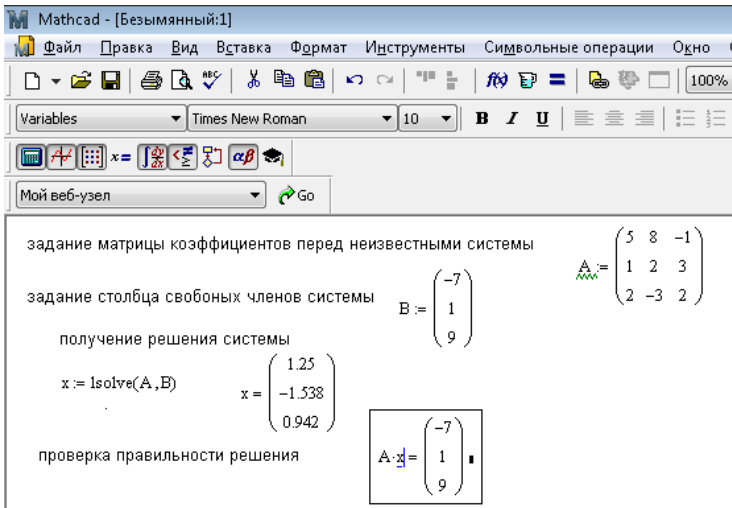 Mathcad - [Безымянный:1]
Файл Правка Вид Вставка Формат Инструменты Символьные операции Окно
100%
Variables Times New Roman 10 B I U
x= αβ
Мой веб-узел Go
задание матрицы коэффициентов перед неизвестными системы
A := (5 8 −1
1 2 3
2 −3 2)
задание столбца свобоных членов системы
B := (−7
1
9)
получение решения системы
x := lsolve(A,B)
x = (1.25
−1.538
0.942)
проверка правильности решения
A·x = (−7
1
9)